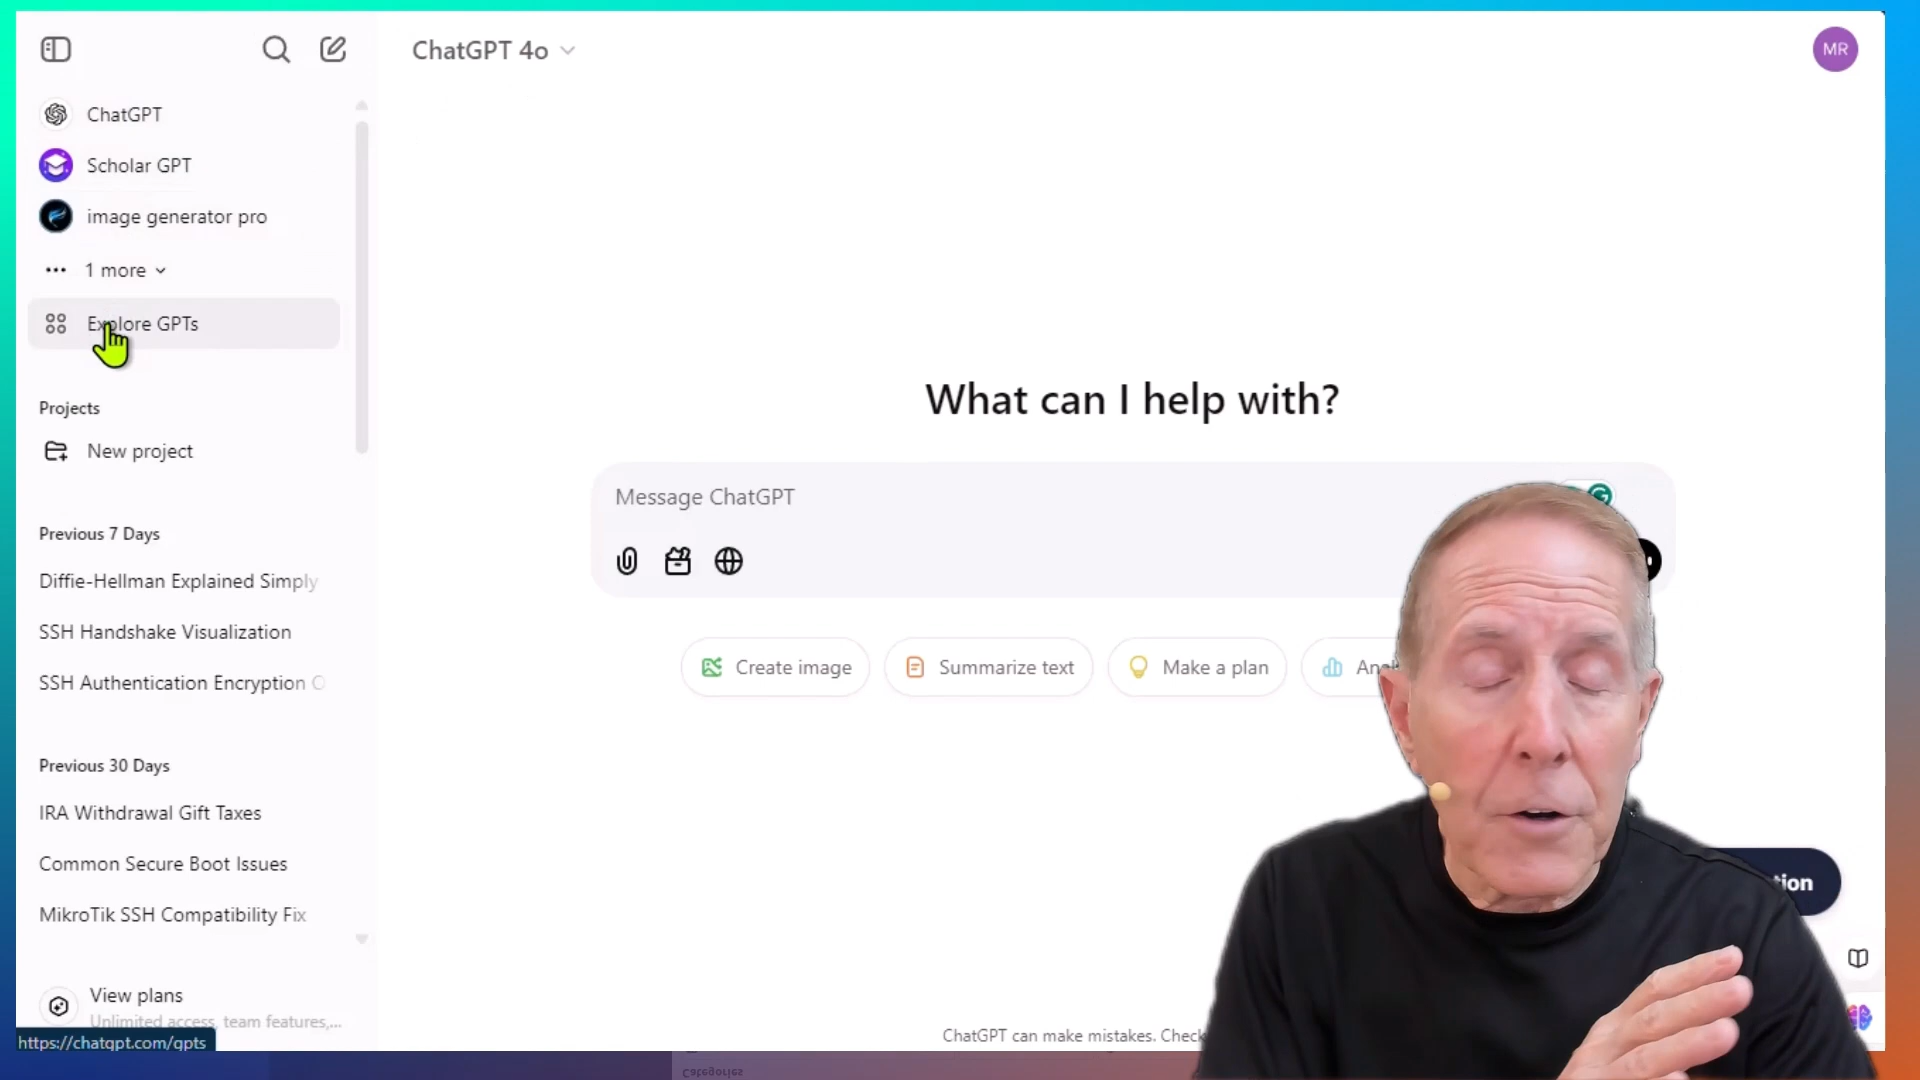 ChatGPT 4o
MR
ChatGPT
Scholar GPT
image generator pro
1 more
Explore GPTs
Projects
New project
Previous 7 Days
Diffie-Hellman Explained Simply
SSH Handshake Visualization
SSH Authentication Encryption O
Previous 30 Days
IRA Withdrawal Gift Taxes
Common Secure Boot Issues
MikroTik SSH Compatibility Fix
View plans
Unlimited access, team features,...
https://chatgpt.com/gpts
What can I help with?
Message ChatGPT
Create image
Summarize text
Make a plan
tion
ChatGPT can make mistakes. Check
Categories